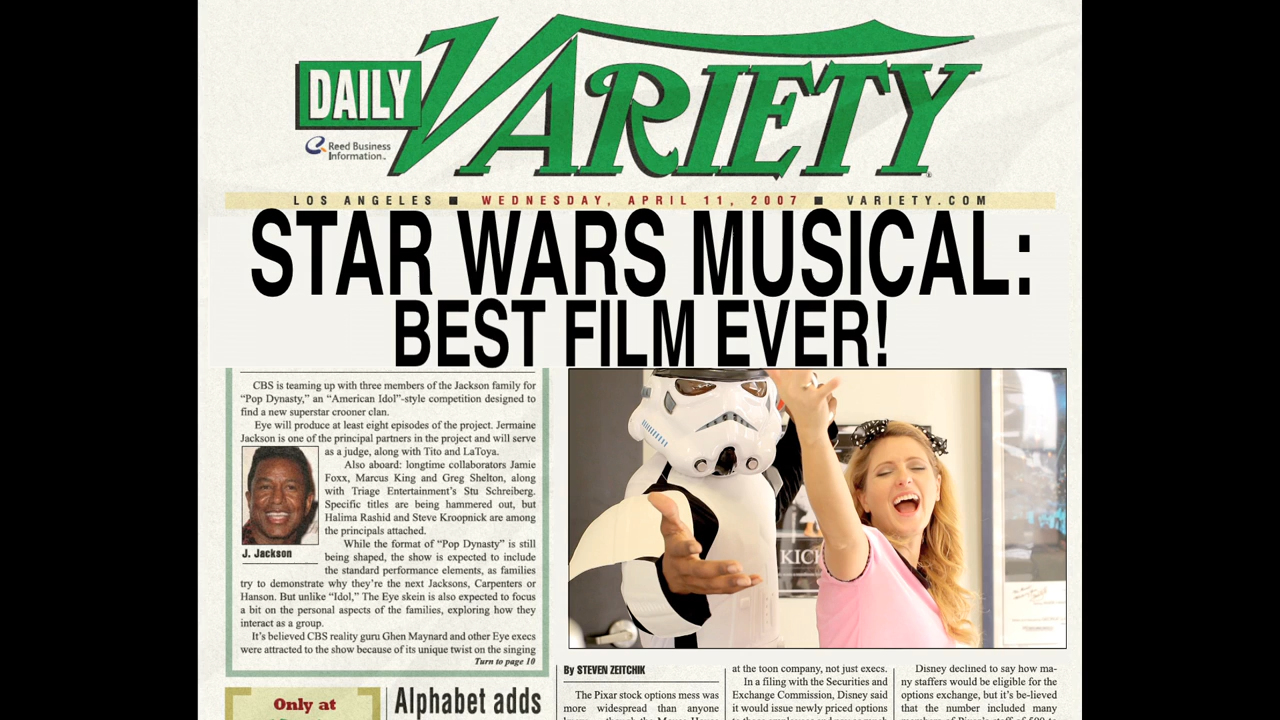 DAILY VARIETY
Reed Business
Information
LOS ANGELES ■ WEDNESDAY, APRIL 11, 2007 ■ VARIETY.COM
STAR WARS MUSICAL:
BEST FILM EVER!
CBS is teaming up with three members of the Jackson family for
“Pop Dynasty,” an “American Idol”-style competition designed to
find a new superstar crooner clan.
Eye will produce at least eight episodes of the project. Jermaine
Jackson is one of the principal partners in the project and will serve
as a judge, along with Tito and LaToya.
Also aboard: longtime collaborators Jamie
Foxx, Marcus King and Greg Shelton, along
with Triage Entertainment’s Stu Schreiberg.
Specific titles are being hammered out, but
Halima Rashid and Steve Kroopnick are among
the principals attached.
While the format of “Pop Dynasty” is still
being shaped, the show is expected to include
the standard performance elements, as families
try to demonstrate why they’re the next Jacksons, Carpenters or
Hanson. But unlike “Idol,” The Eye skein is also expected to focus
a bit on the personal aspects of the families, exploring how they
interact as a group.
It’s believed CBS reality guru Ghen Maynard and other Eye execs
were attracted to the show because of its unique twist on the singing
Turn to page 10
J. Jackson
Only at
Alphabet adds
KICK
By STEVEN ZEITCHIK
The Pixar stock options mess was
more widespread than anyone
at the toon company, not just execs.
In a filing with the Securities and
Exchange Commission, Disney said
it would issue newly priced options
Disney declined to say how ma-
ny staffers would be eligible for the
options exchange, but it’s be-lieved
that the number included many